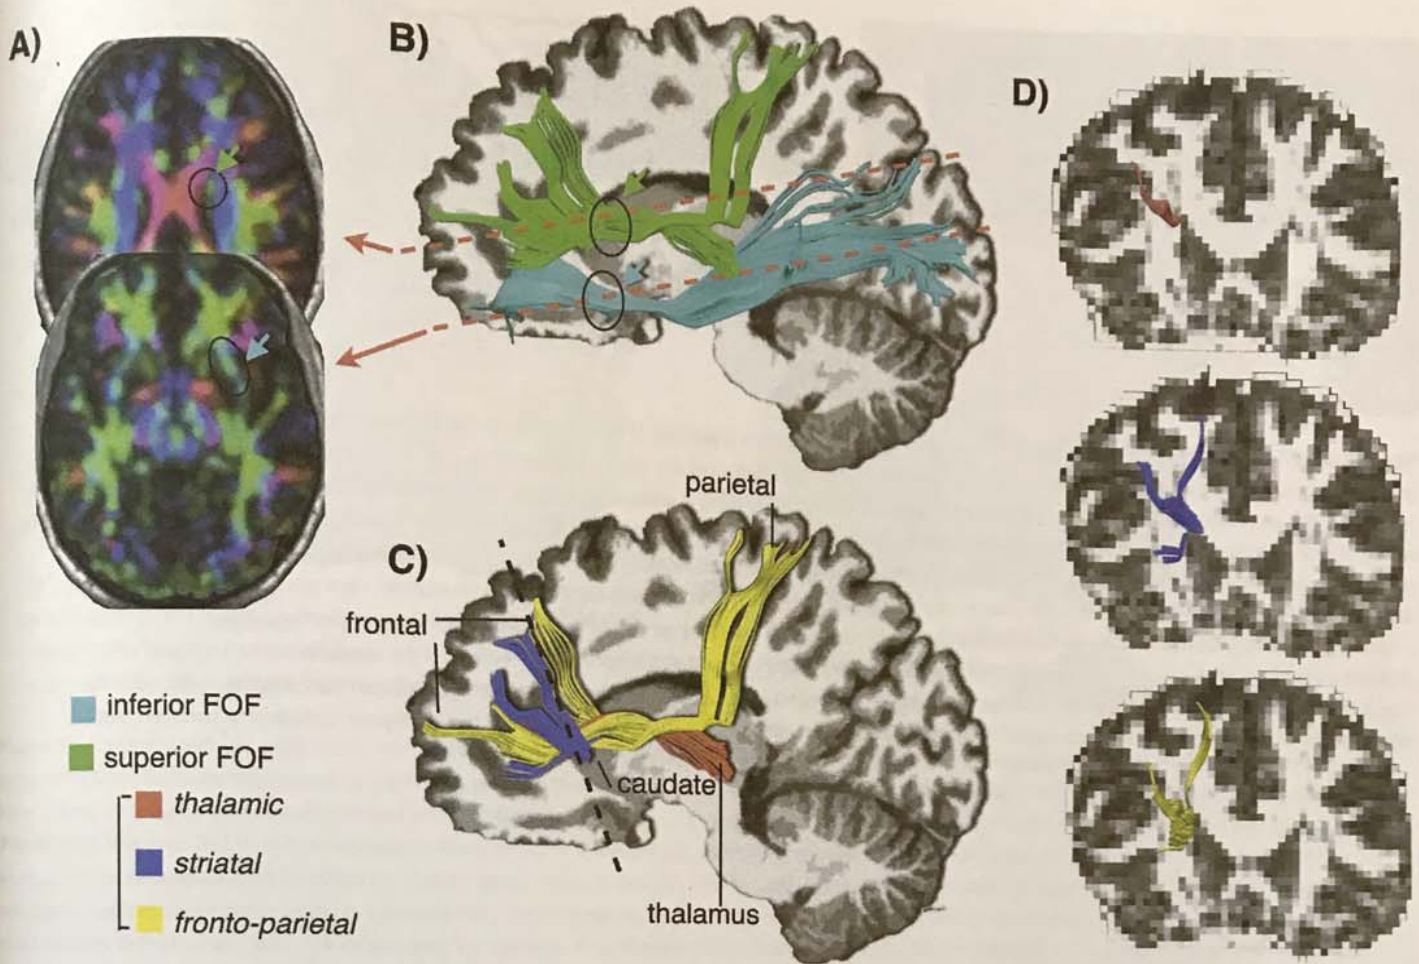 A)
B)
D)
parietal
C)
frontal
inferior FOF
superior FOF
thalamic
caudate
striatal
thalamus
fronto-parietal